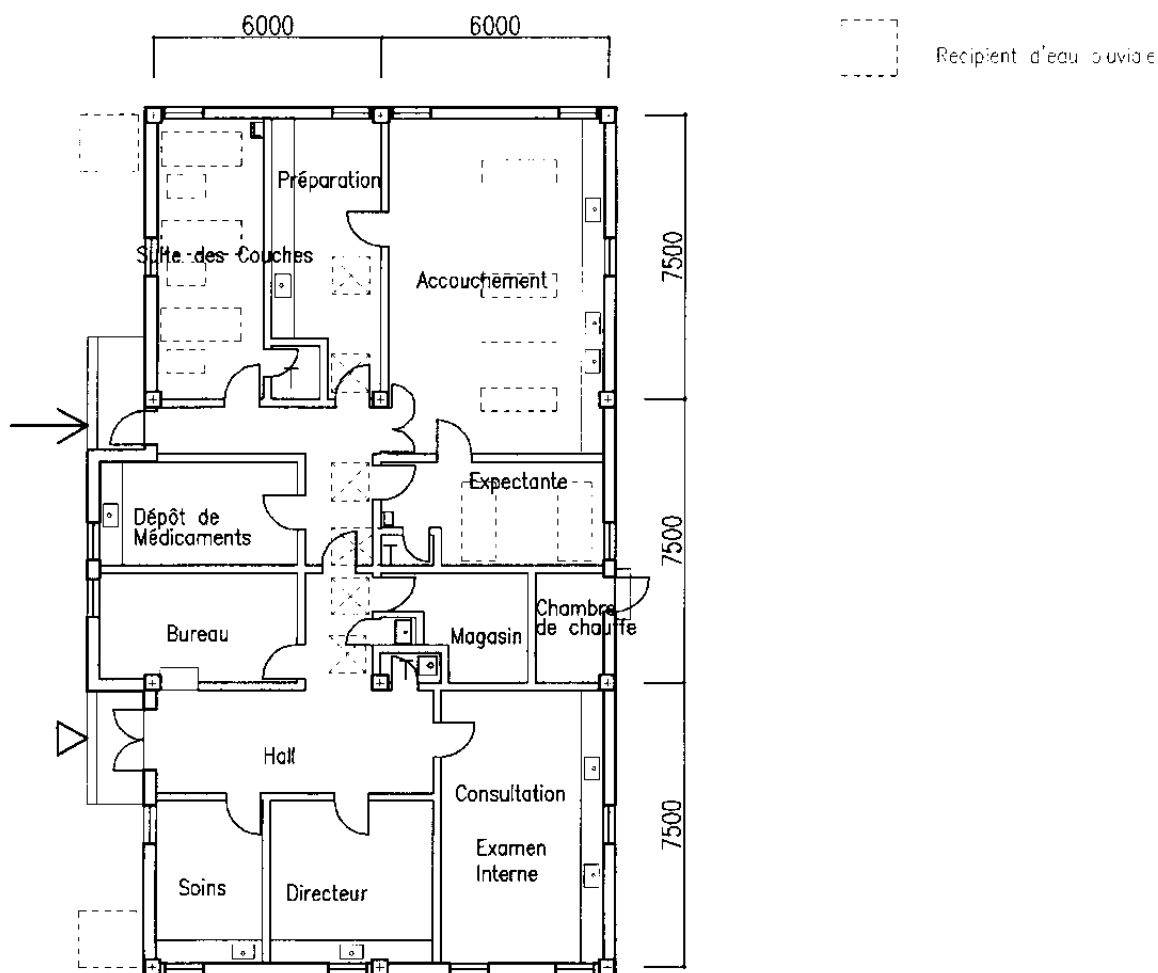 6000
6000
Recipient d'eau pluviale
Préparation
Suite des Couches
Accouchement
7500
Expectante
Dépôt de
Médicaments
7500
Chambre
de chauffe
Bureau
Magasin
Hall
Consultation
7500
Examen
Interne
Soins
Directeur